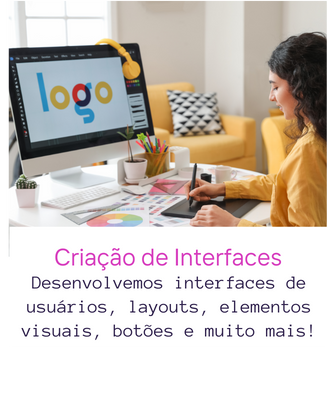 logo
Criação de Interfaces
Desenvolvemos interfaces de
usuários, layouts, elementos
visuais, botões e muito mais!